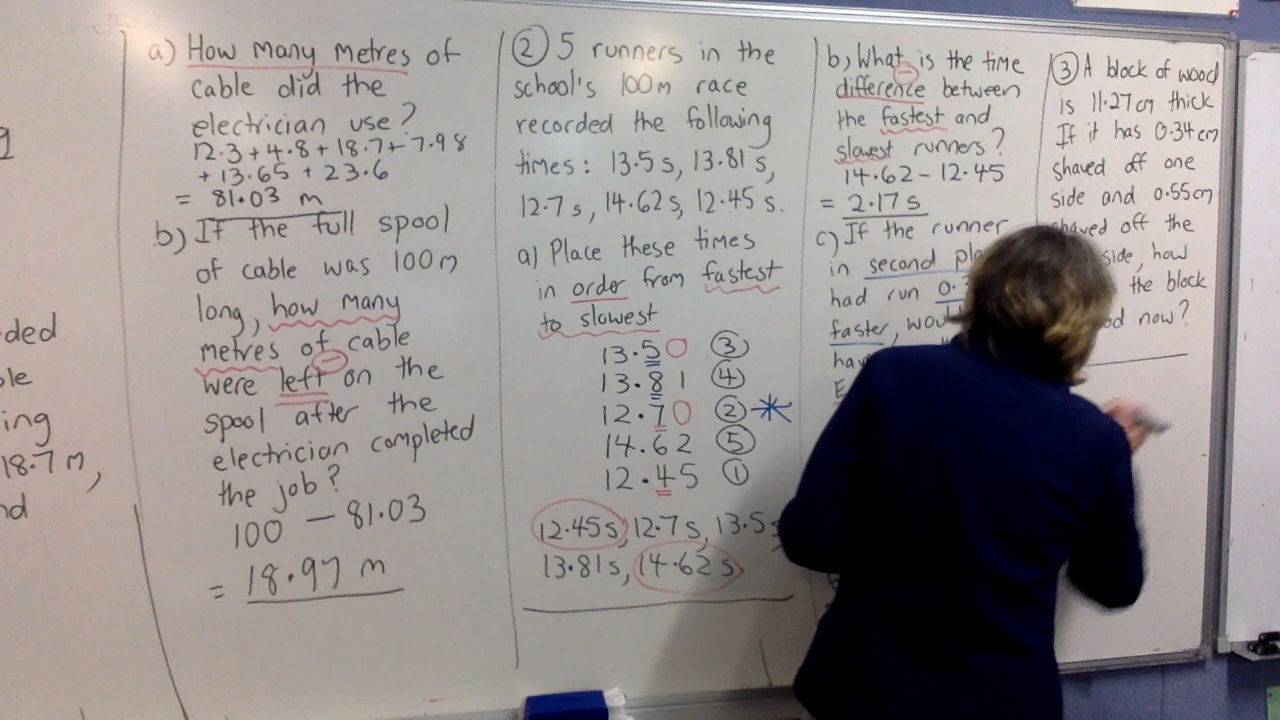 ded
ing
18.7 m,
nd
a) How many metres of
cable did the
electrician use?
12.3 + 4.8 + 18.7 + 7.98
+ 13.65 + 23.6
= 81.03 m
b) If the full spool
of cable was 100m
long, how many
metres of cable
−
were left on the
spool after the
electrician completed
the job?
100 − 81.03
= 18.97 m
② 5 runners in the
school's 100m race
recorded the following
times: 13.5 s, 13.81 s,
12.7 s, 14.62 s, 12.45 s.
a) Place these times
in order from fastest
to slowest
13.50 ③
13.81 ④
12.70 ② *
14.62 ⑤
12.45 ①
12.45 s, 12.7 s, 13.5 s
13.81 s, 14.62 s
b) What is the time
−
difference between
the fastest and
slowest runners?
14.62 − 12.45
= 2.17 s
c) If the runner
in second
had run
faster,
③ A block of wood
is 11.27 cm thick
If it has 0.34 cm
shaved off one
side and 0.55 cm
shaved off the
side, how
the block
now?